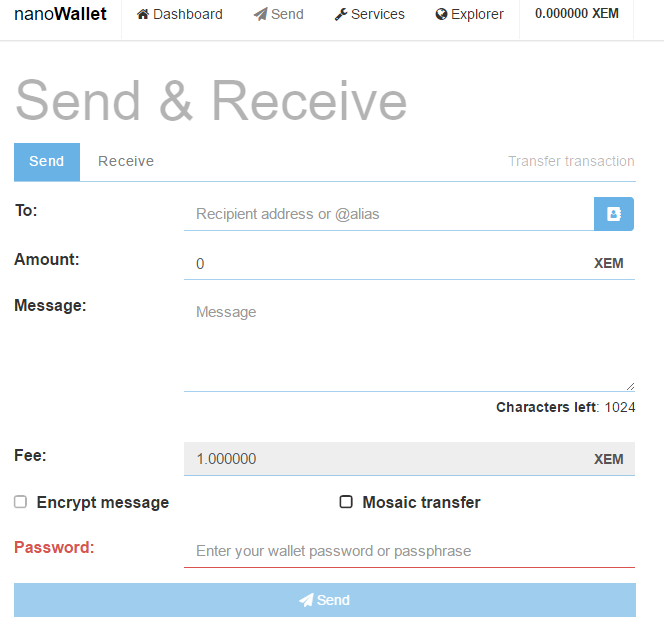 nanoWallet Dashboard Send Services Explorer 0.000000 XEM
Send & Receive
Send Receive Transfer transaction
To: Recipient address or @alias
Amount: 0 XEM
Message: Message
Characters left: 1024
Fee: 1.000000 XEM
Encrypt message Mosaic transfer
Password: Enter your wallet password or passphrase
Send